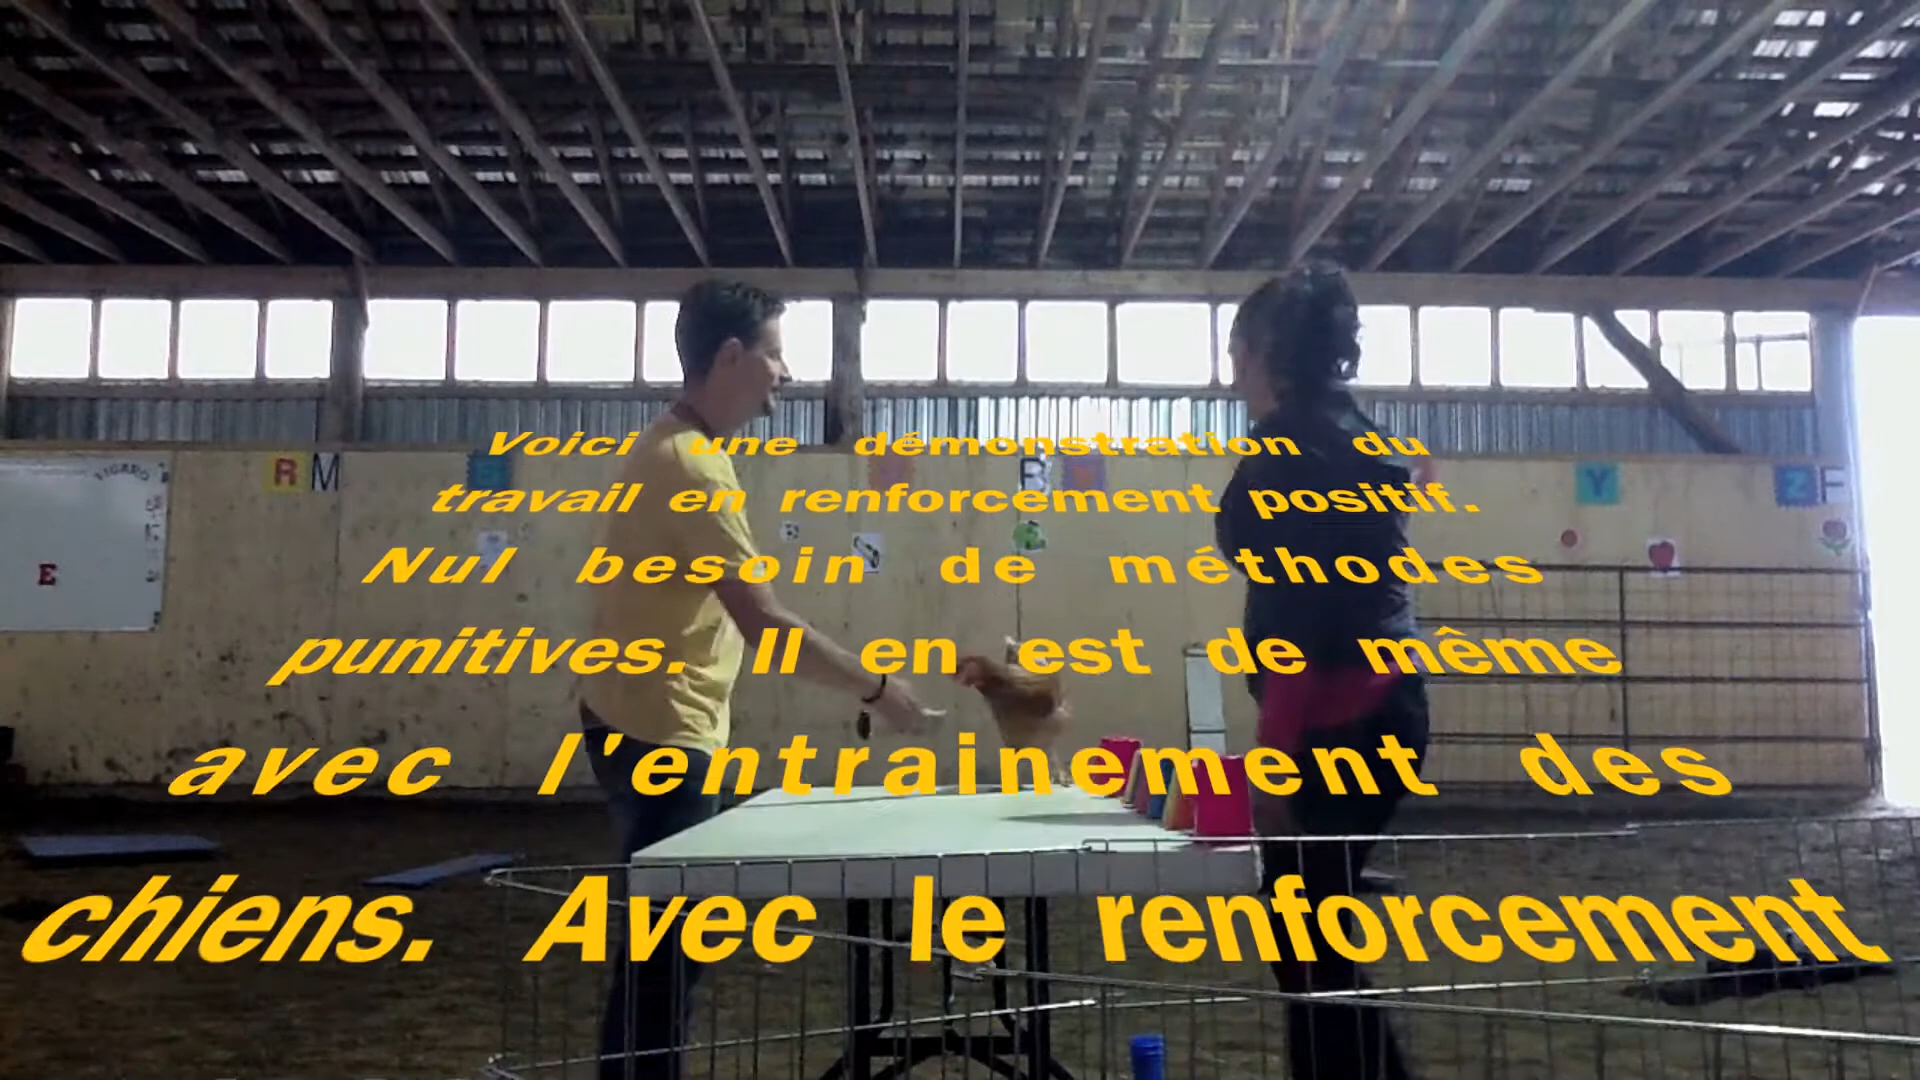 Voici une démonstration du
travail en renforcement positif.
Nul besoin de méthodes
punitives. Il en est de même
avec l'entrainement des
chiens. Avec le renforcement
FIGARO
R M
B
Y
Z F
E